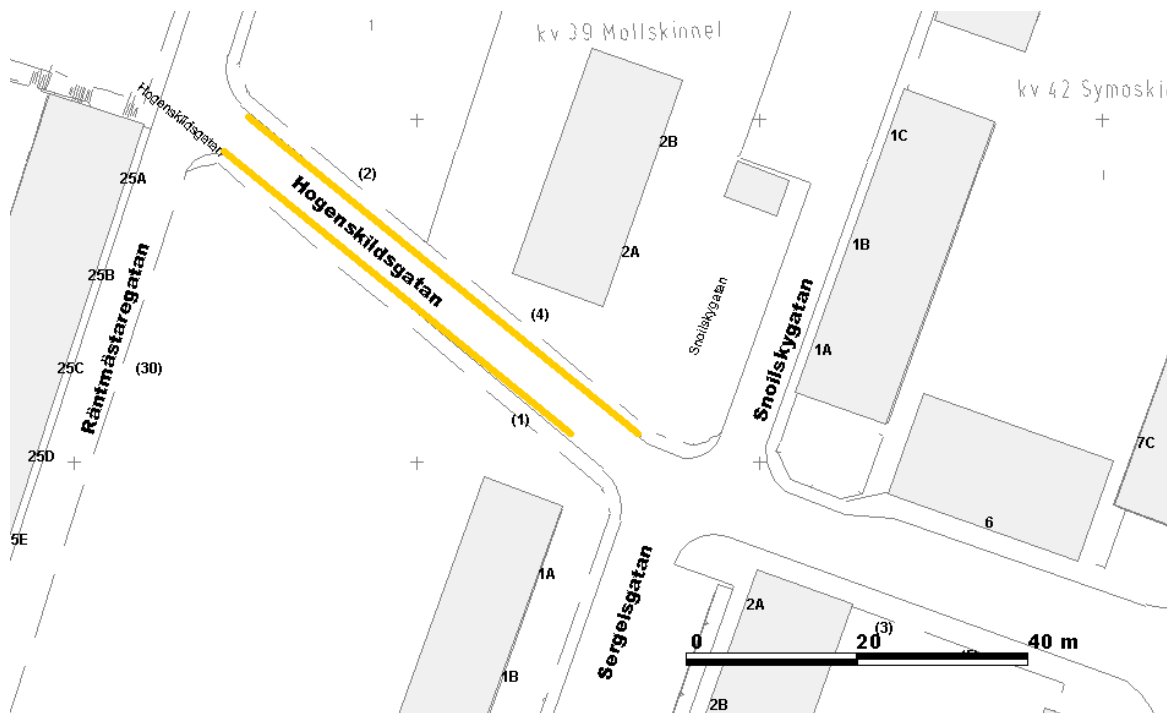 1
kv 39 Mollskinnet
kv 42 Symaski
Hogenskildsgatan
2B
1C
25A
(2)
Hogenskildsgatan
1B
2A
25B
Räntmästaregatan
(4)
Snoilskygatan
Snoilskygatan
1A
25C
(30)
(1)
7C
25D
6
5E
1A
Sergelsgatan
2A
(3)
0 20 40 m
1B
2B